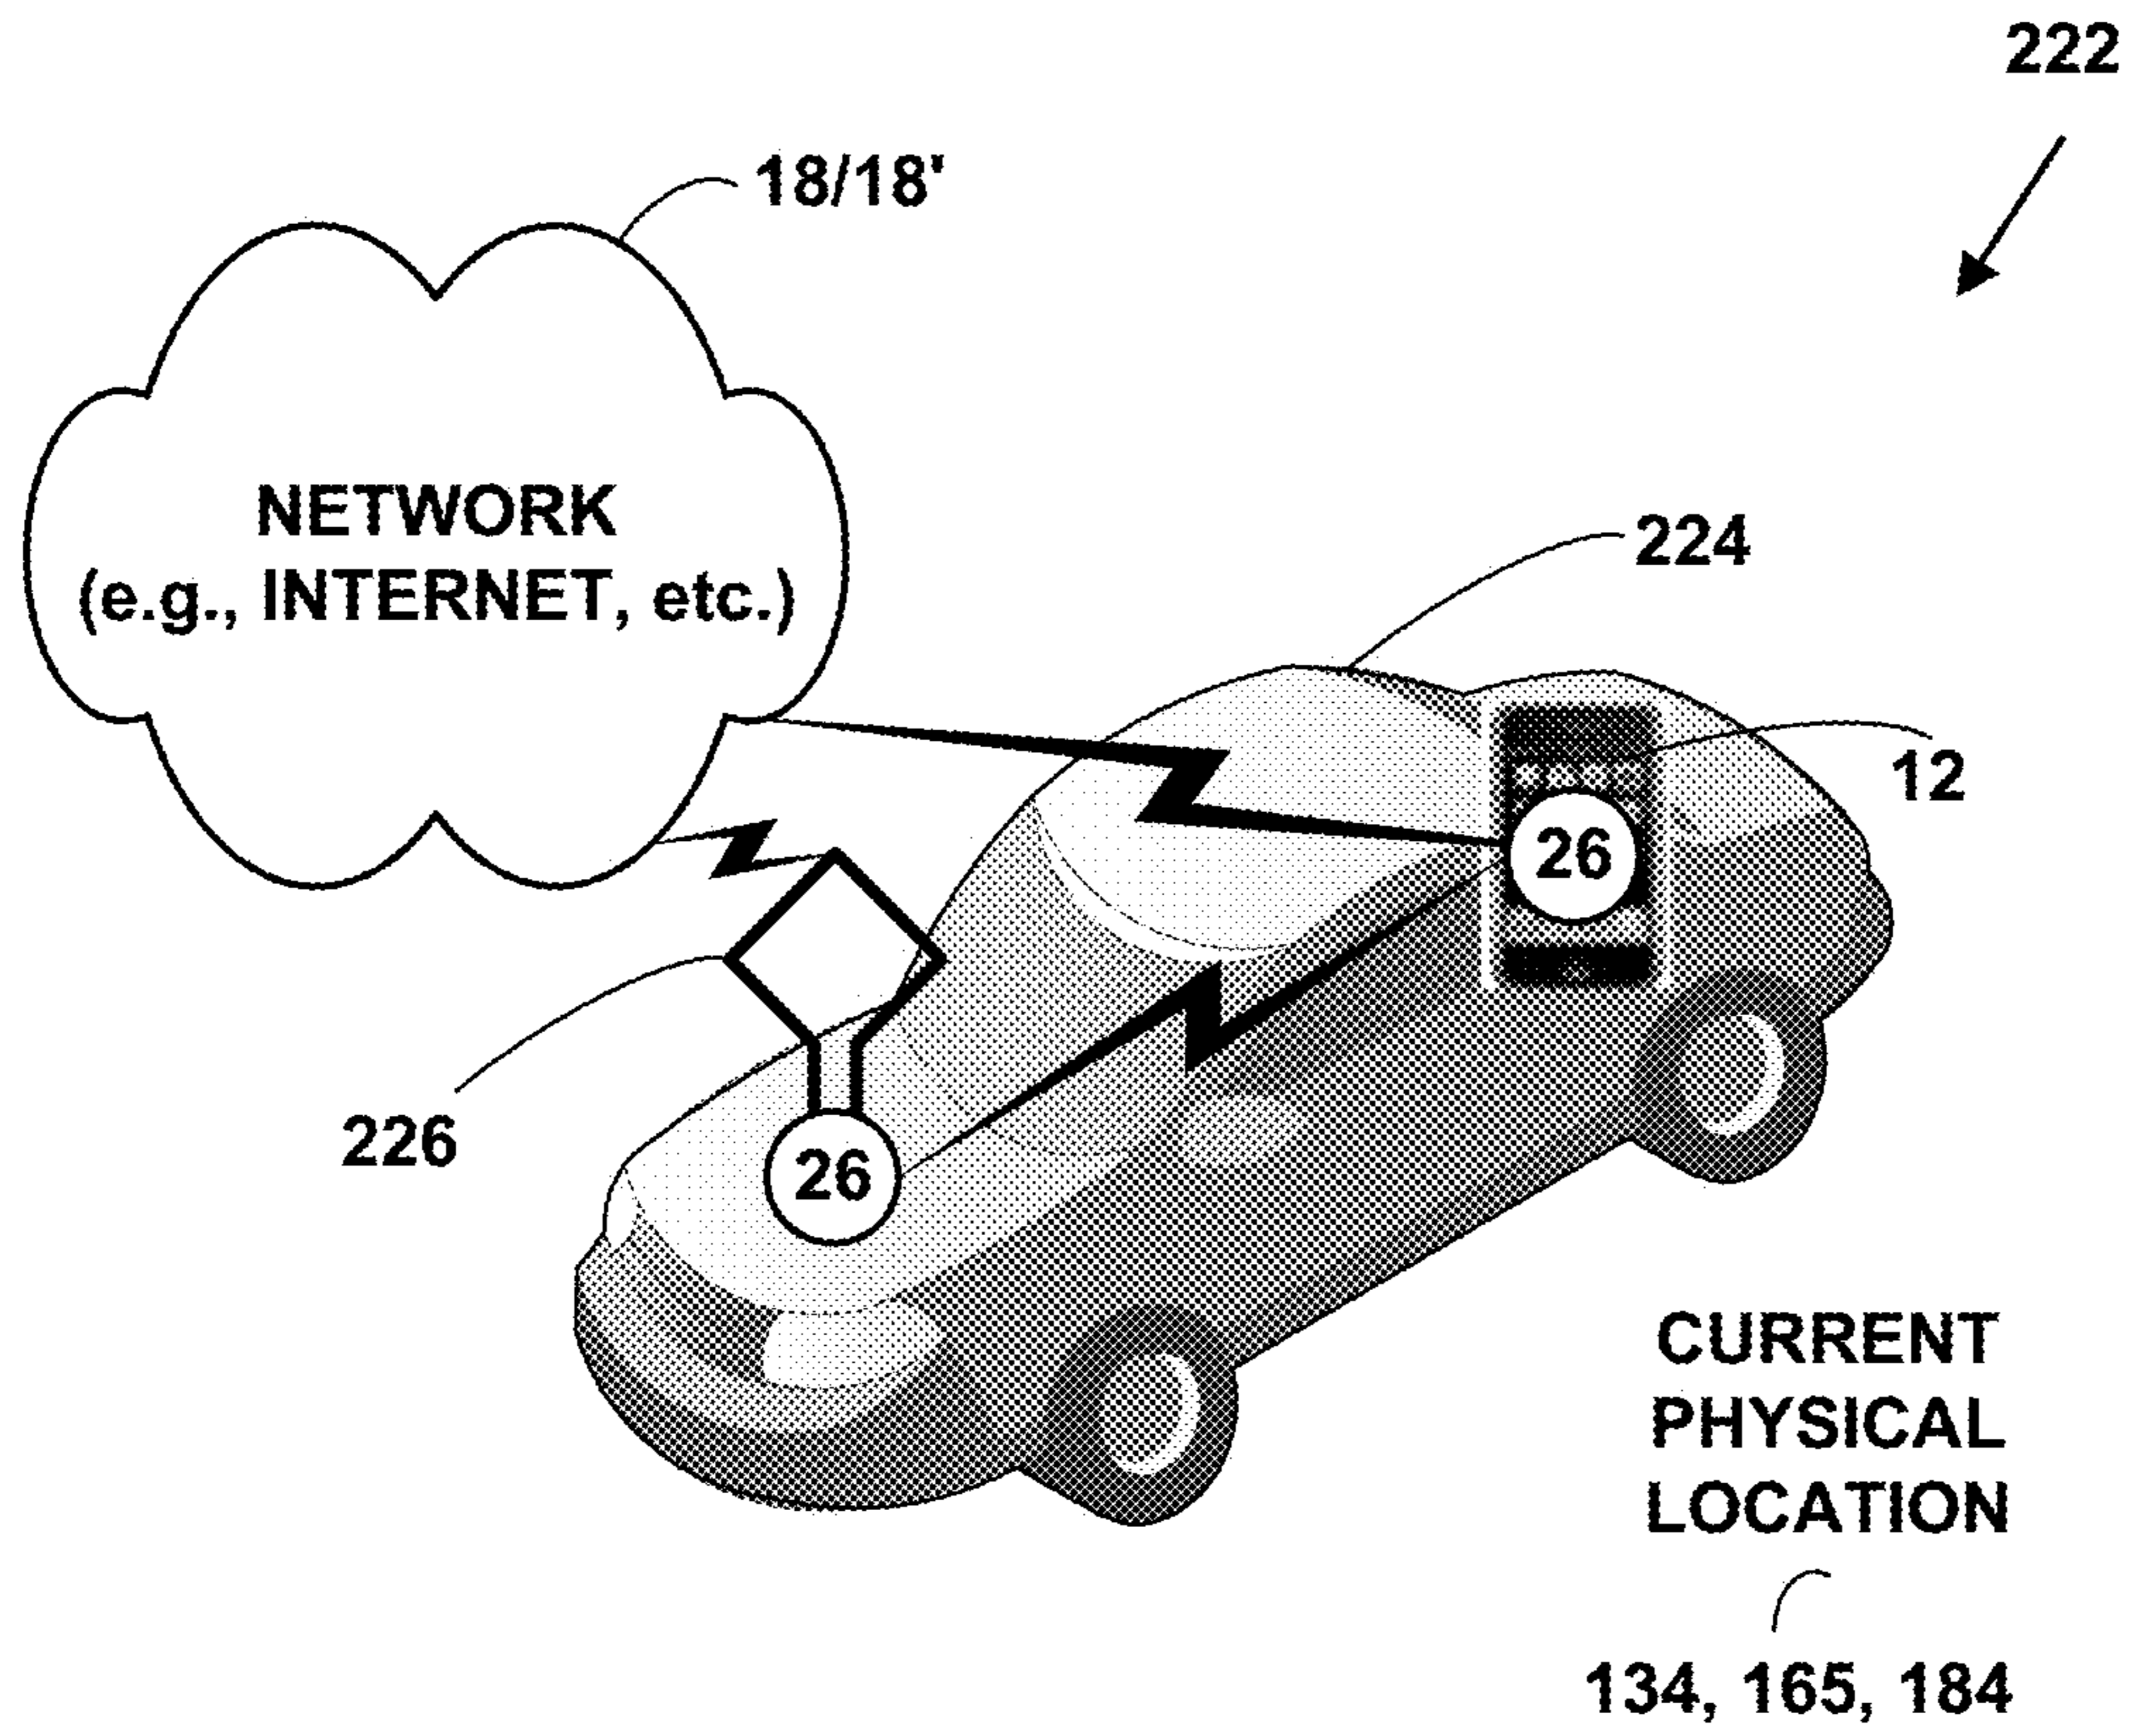 222
18/18'
NETWORK
(e.g., INTERNET, etc.)
224
12
26
226
26
CURRENT
PHYSICAL
LOCATION
134, 165, 184